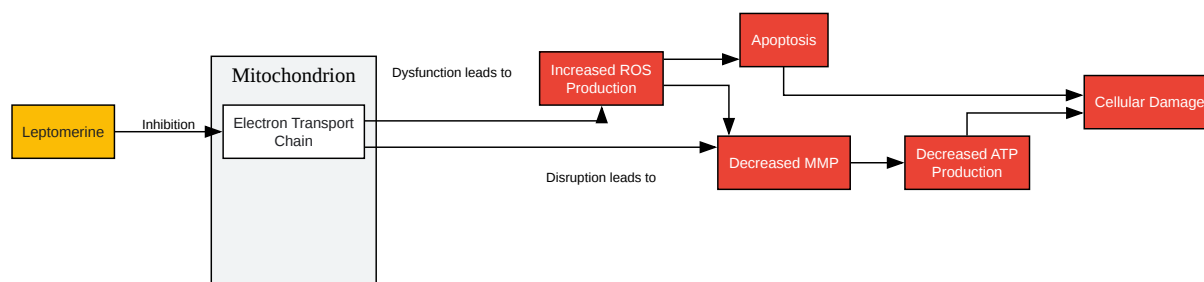 Apoptosis
Mitochondrion
Dysfunction leads to
Increased ROS
Production
Cellular Damage
Leptomerine
Inhibition
Electron Transport
Chain
Decreased MMP
Decreased ATP
Production
Disruption leads to